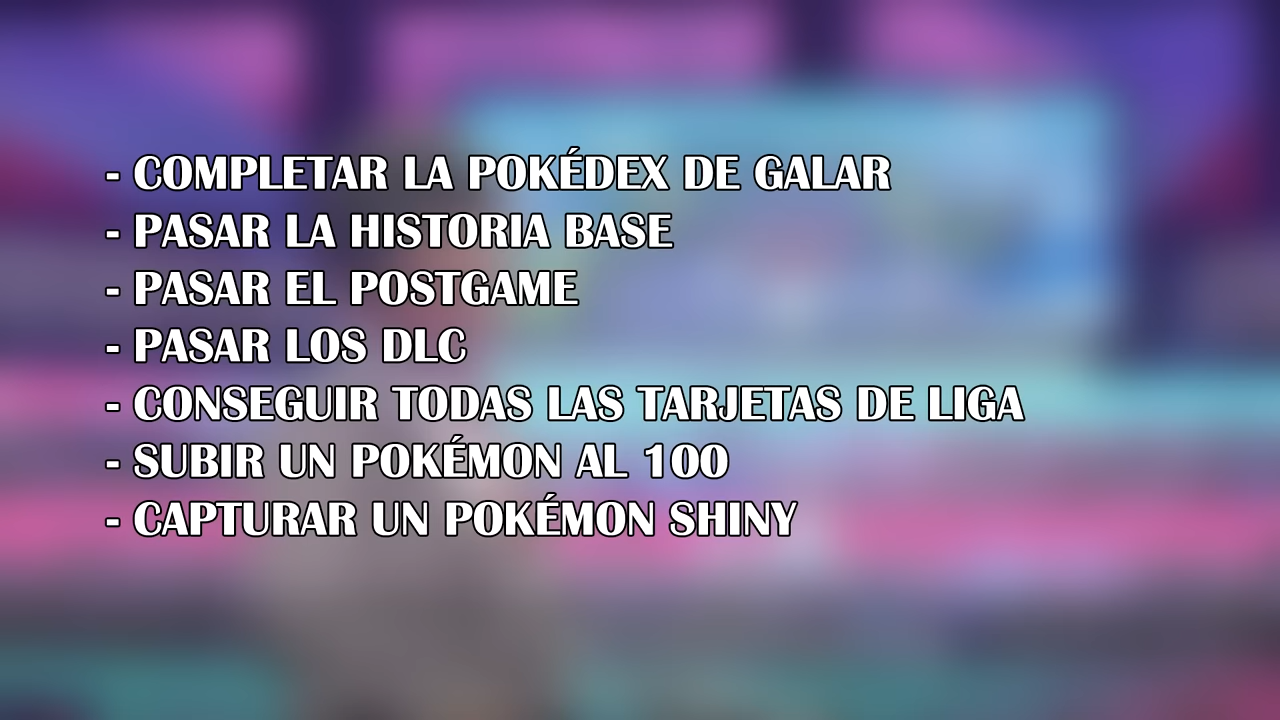 - COMPLETAR LA POKÉDEX DE GALAR
- PASAR LA HISTORIA BASE
- PASAR EL POSTGAME
- PASAR LOS DLC
- CONSEGUIR TODAS LAS TARJETAS DE LIGA
- SUBIR UN POKÉMON AL 100
- CAPTURAR UN POKÉMON SHINY